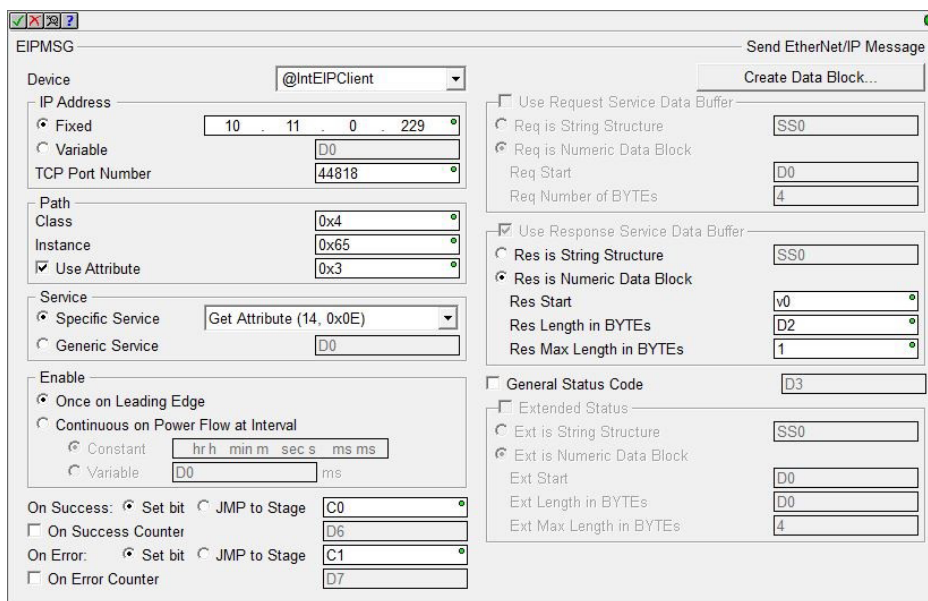 ?
EIPMSG Send EtherNet/IP Message
Device @IntEIPClient
Create Data Block...
IP Address
Fixed 10 . 11 . 0 . 229
Variable D0
TCP Port Number 44818
Path
Class 0x4
Instance 0x65
Use Attribute 0x3
Service
Specific Service Get Attribute (14, 0x0E)
Generic Service D0
Enable
Once on Leading Edge
Continuous on Power Flow at Interval
Constant hr h min m sec s ms ms
Variable D0 ms
On Success: Set bit JMP to Stage C0
On Success Counter D6
On Error: Set bit JMP to Stage C1
On Error Counter D7
Use Request Service Data Buffer
Req is String Structure SS0
Req is Numeric Data Block
Req Start D0
Req Number of BYTEs 4
Use Response Service Data Buffer
Res is String Structure SS0
Res is Numeric Data Block
Res Start v0
Res Length in BYTEs D2
Res Max Length in BYTEs 1
General Status Code D3
Extended Status
Ext is String Structure SS0
Ext is Numeric Data Block
Ext Start D0
Ext Length in BYTEs D0
Ext Max Length in BYTEs 4